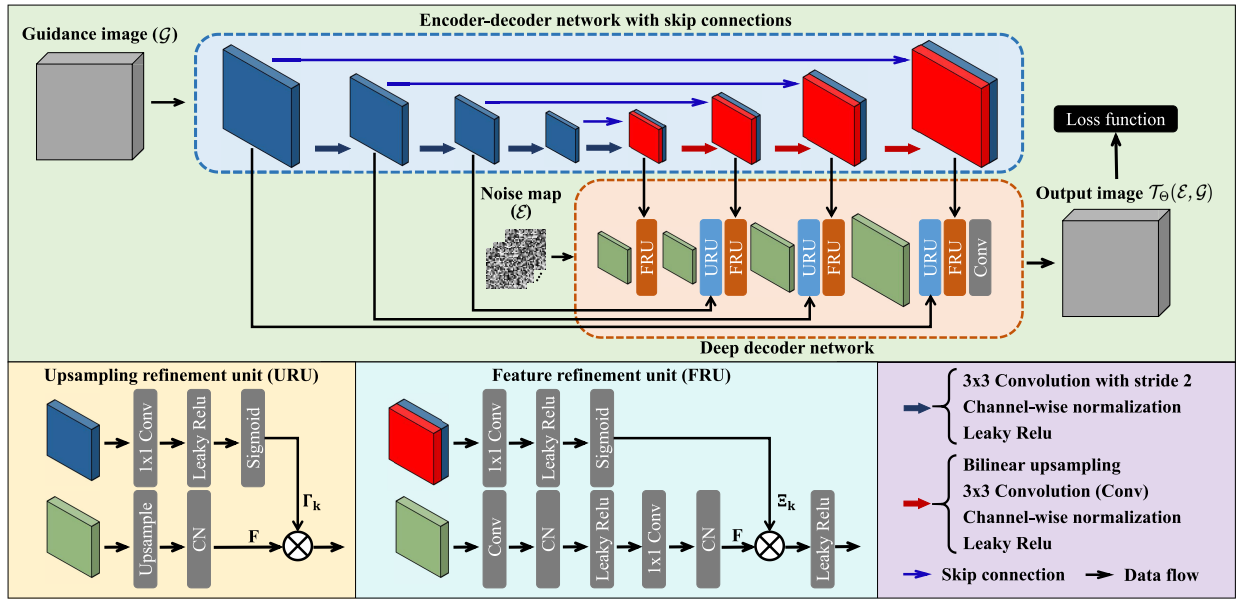 Encoder-decoder network with skip connections
Guidance image (𝒢)
Loss function
Noise map
(ℰ)
Output image 𝒯Θ(ℰ, 𝒢)
FRU
URU
FRU
URU
FRU
URU
FRU
Conv
Deep decoder network
Upsampling refinement unit (URU)
1x1 Conv
Leaky Relu
Sigmoid
Γk
Upsample
CN
F
Feature refinement unit (FRU)
1x1 Conv
Leaky Relu
Sigmoid
Ξk
Conv
CN
Leaky Relu
1x1 Conv
CN
F
Leaky Relu
3x3 Convolution with stride 2
Channel-wise normalization
Leaky Relu
Bilinear upsampling
3x3 Convolution (Conv)
Channel-wise normalization
Leaky Relu
Skip connection
Data flow